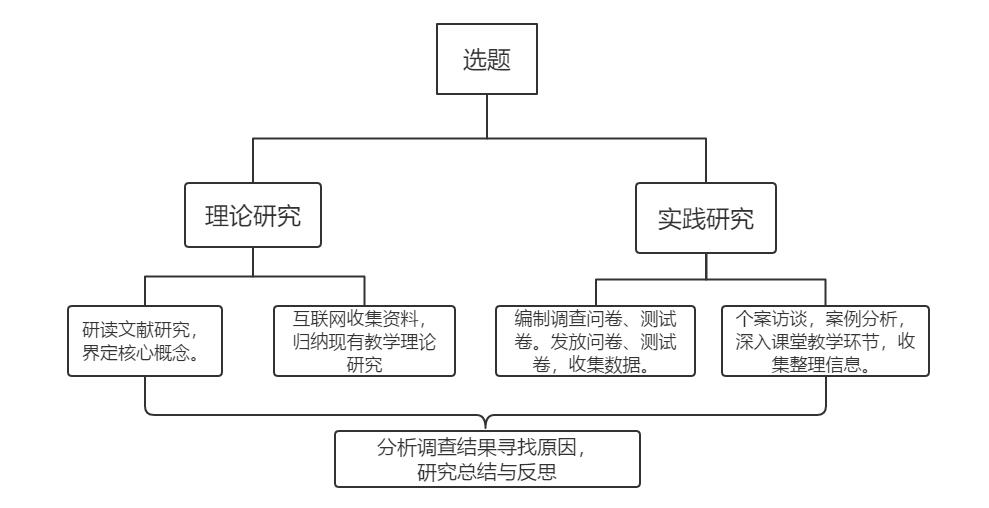 选题
理论研究
实践研究
研读文献研究，
界定核心概念。
互联网收集资料，
归纳现有教学理论
研究
编制调查问卷、测试
卷。发放问卷、测试
卷，收集数据。
个案访谈，案例分析，
深入课堂教学环节，收
集整理信息。
分析调查结果寻找原因，
研究总结与反思